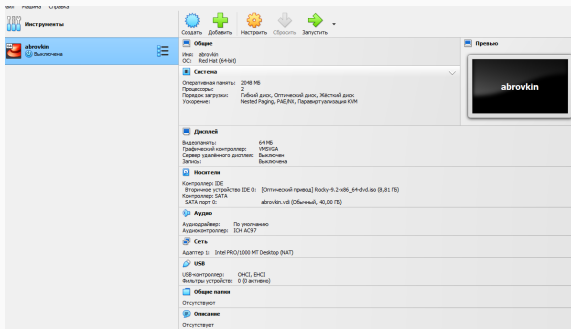 Машина Справка
Инструменты
abrovkin
Выключена
Создать Добавить Настроить Сбросить Запустить
Общие
Имя: abrovkin
ОС: Red Hat (64-bit)
Система
Оперативная память: 2048 МБ
Процессоры: 2
Порядок загрузки: Гибкий диск, Оптический диск, Жёсткий диск
Ускорение: Nested Paging, PAE/NX, Паравиртуализация KVM
Дисплей
Видеопамять: 64 МБ
Графический контроллер: VMSVGA
Сервер удалённого дисплея: Выключен
Запись: Выключена
Носители
Контроллер: IDE
Вторичное устройство IDE 0: [Оптический привод] Rocky-9.2-x86_64-dvd.iso (8,81 ГБ)
Контроллер: SATA
SATA порт 0: abrovkin.vdi (Обычный, 40,00 ГБ)
Аудио
Аудиодрайвер: По умолчанию
Аудиоконтроллер: ICH AC97
Сеть
Адаптер 1: Intel PRO/1000 MT Desktop (NAT)
USB
USB-контроллер: OHCI, EHCI
Фильтры устройств: 0 (0 активно)
Общие папки
Отсутствуют
Описание
Отсутствует
Превью
abrovkin